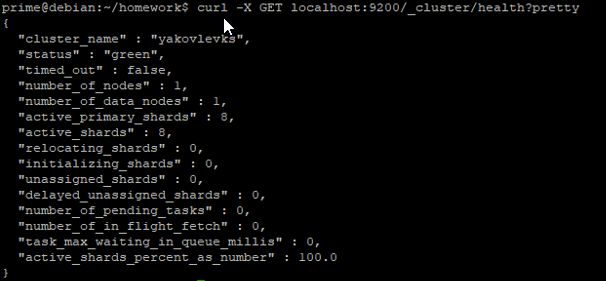 prime@debian:~/homework$ curl -X GET localhost:9200/_cluster/health?pretty
{
  "cluster_name" : "yakovlevks",
  "status" : "green",
  "timed_out" : false,
  "number_of_nodes" : 1,
  "number_of_data_nodes" : 1,
  "active_primary_shards" : 8,
  "active_shards" : 8,
  "relocating_shards" : 0,
  "initializing_shards" : 0,
  "unassigned_shards" : 0,
  "delayed_unassigned_shards" : 0,
  "number_of_pending_tasks" : 0,
  "number_of_in_flight_fetch" : 0,
  "task_max_waiting_in_queue_millis" : 0,
  "active_shards_percent_as_number" : 100.0
}